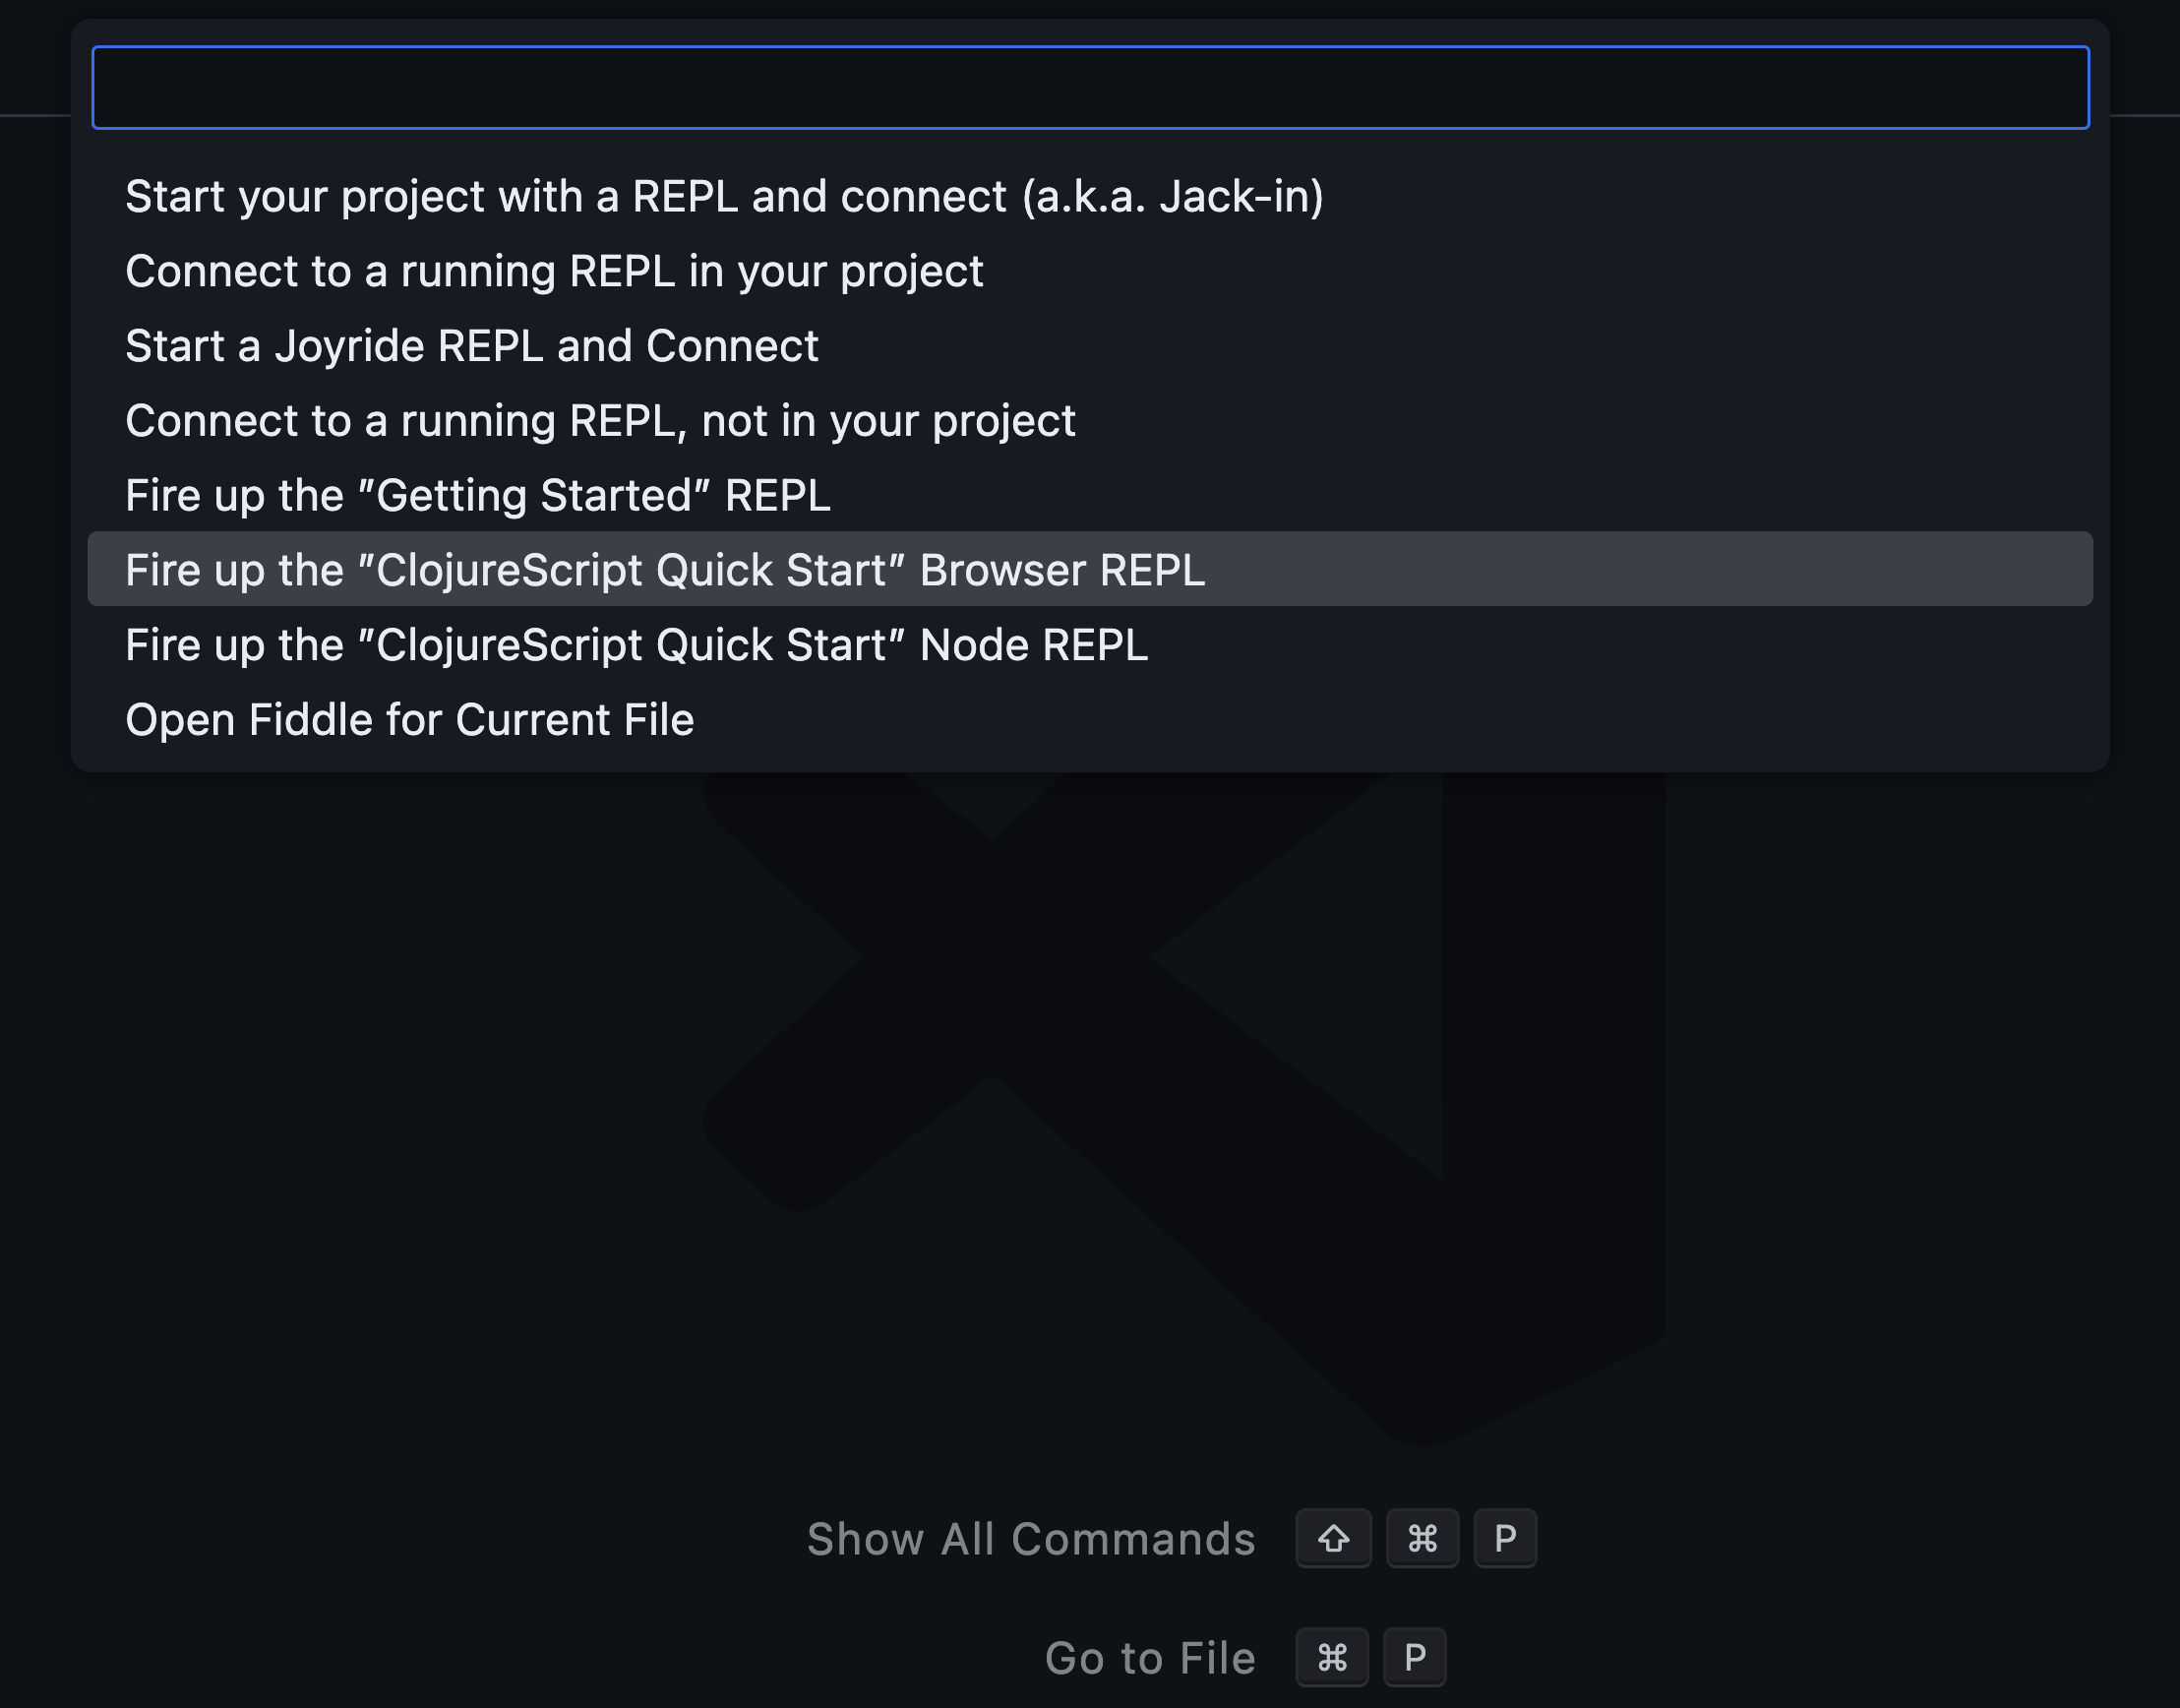 Start your project with a REPL and connect (a.k.a. Jack-in)
Connect to a running REPL in your project
Start a Joyride REPL and Connect
Connect to a running REPL, not in your project
Fire up the "Getting Started" REPL
Fire up the "ClojureScript Quick Start" Browser REPL
Fire up the "ClojureScript Quick Start" Node REPL
Open Fiddle for Current File
Show All Commands ⇧ ⌘ P
Go to File ⌘ P